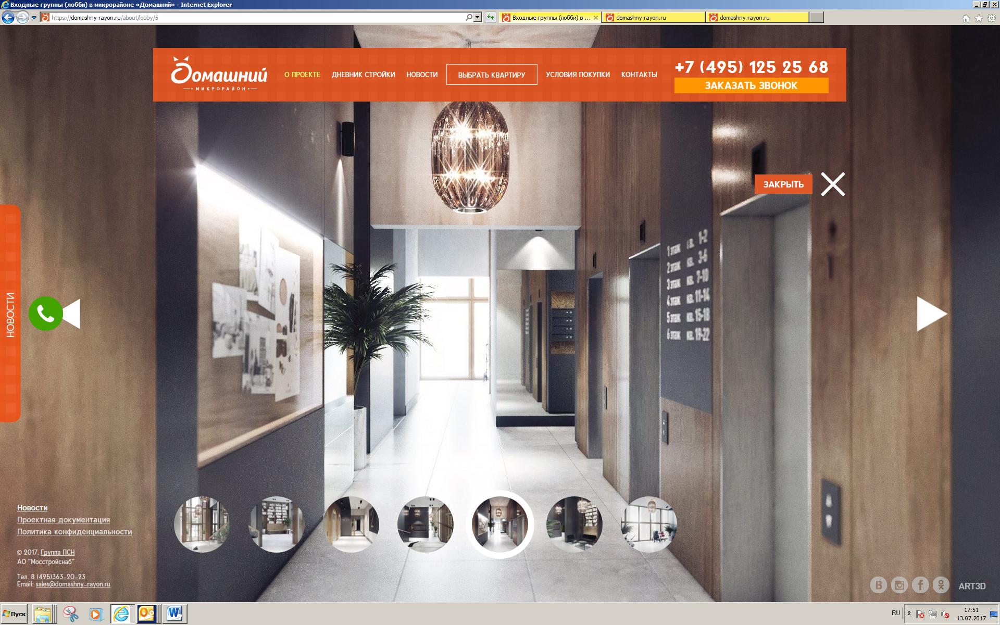 Входные группы (лобби) в микрорайоне «Домашний» - Internet Explorer
https://domashny-rayon.ru/about/lobby/5
Входные группы (лобби) в ...
domashny-rayon.ru
domashny-rayon.ru
Домашний
МИКРОРАЙОН
О ПРОЕКТЕ
ДНЕВНИК СТРОЙКИ
НОВОСТИ
ВЫБРАТЬ КВАРТИРУ
УСЛОВИЯ ПОКУПКИ
КОНТАКТЫ
+7 (495) 125 25 68
ЗАКАЗАТЬ ЗВОНОК
ЗАКРЫТЬ
1 этаж кв. 1-2
2 этаж кв. 3-6
3 этаж кв. 7-10
4 этаж кв. 11-14
5 этаж кв. 15-18
6 этаж кв. 19-22
НОВОСТИ
Новости
Проектная документация
Политика конфиденциальности
© 2017, Группа ПСН
АО "Мосстройснаб"
Тел. 8 (495)363-20-23
Email: sales@domashny-rayon.ru
ART3D
Пуск
RU
17:51
13.07.2017